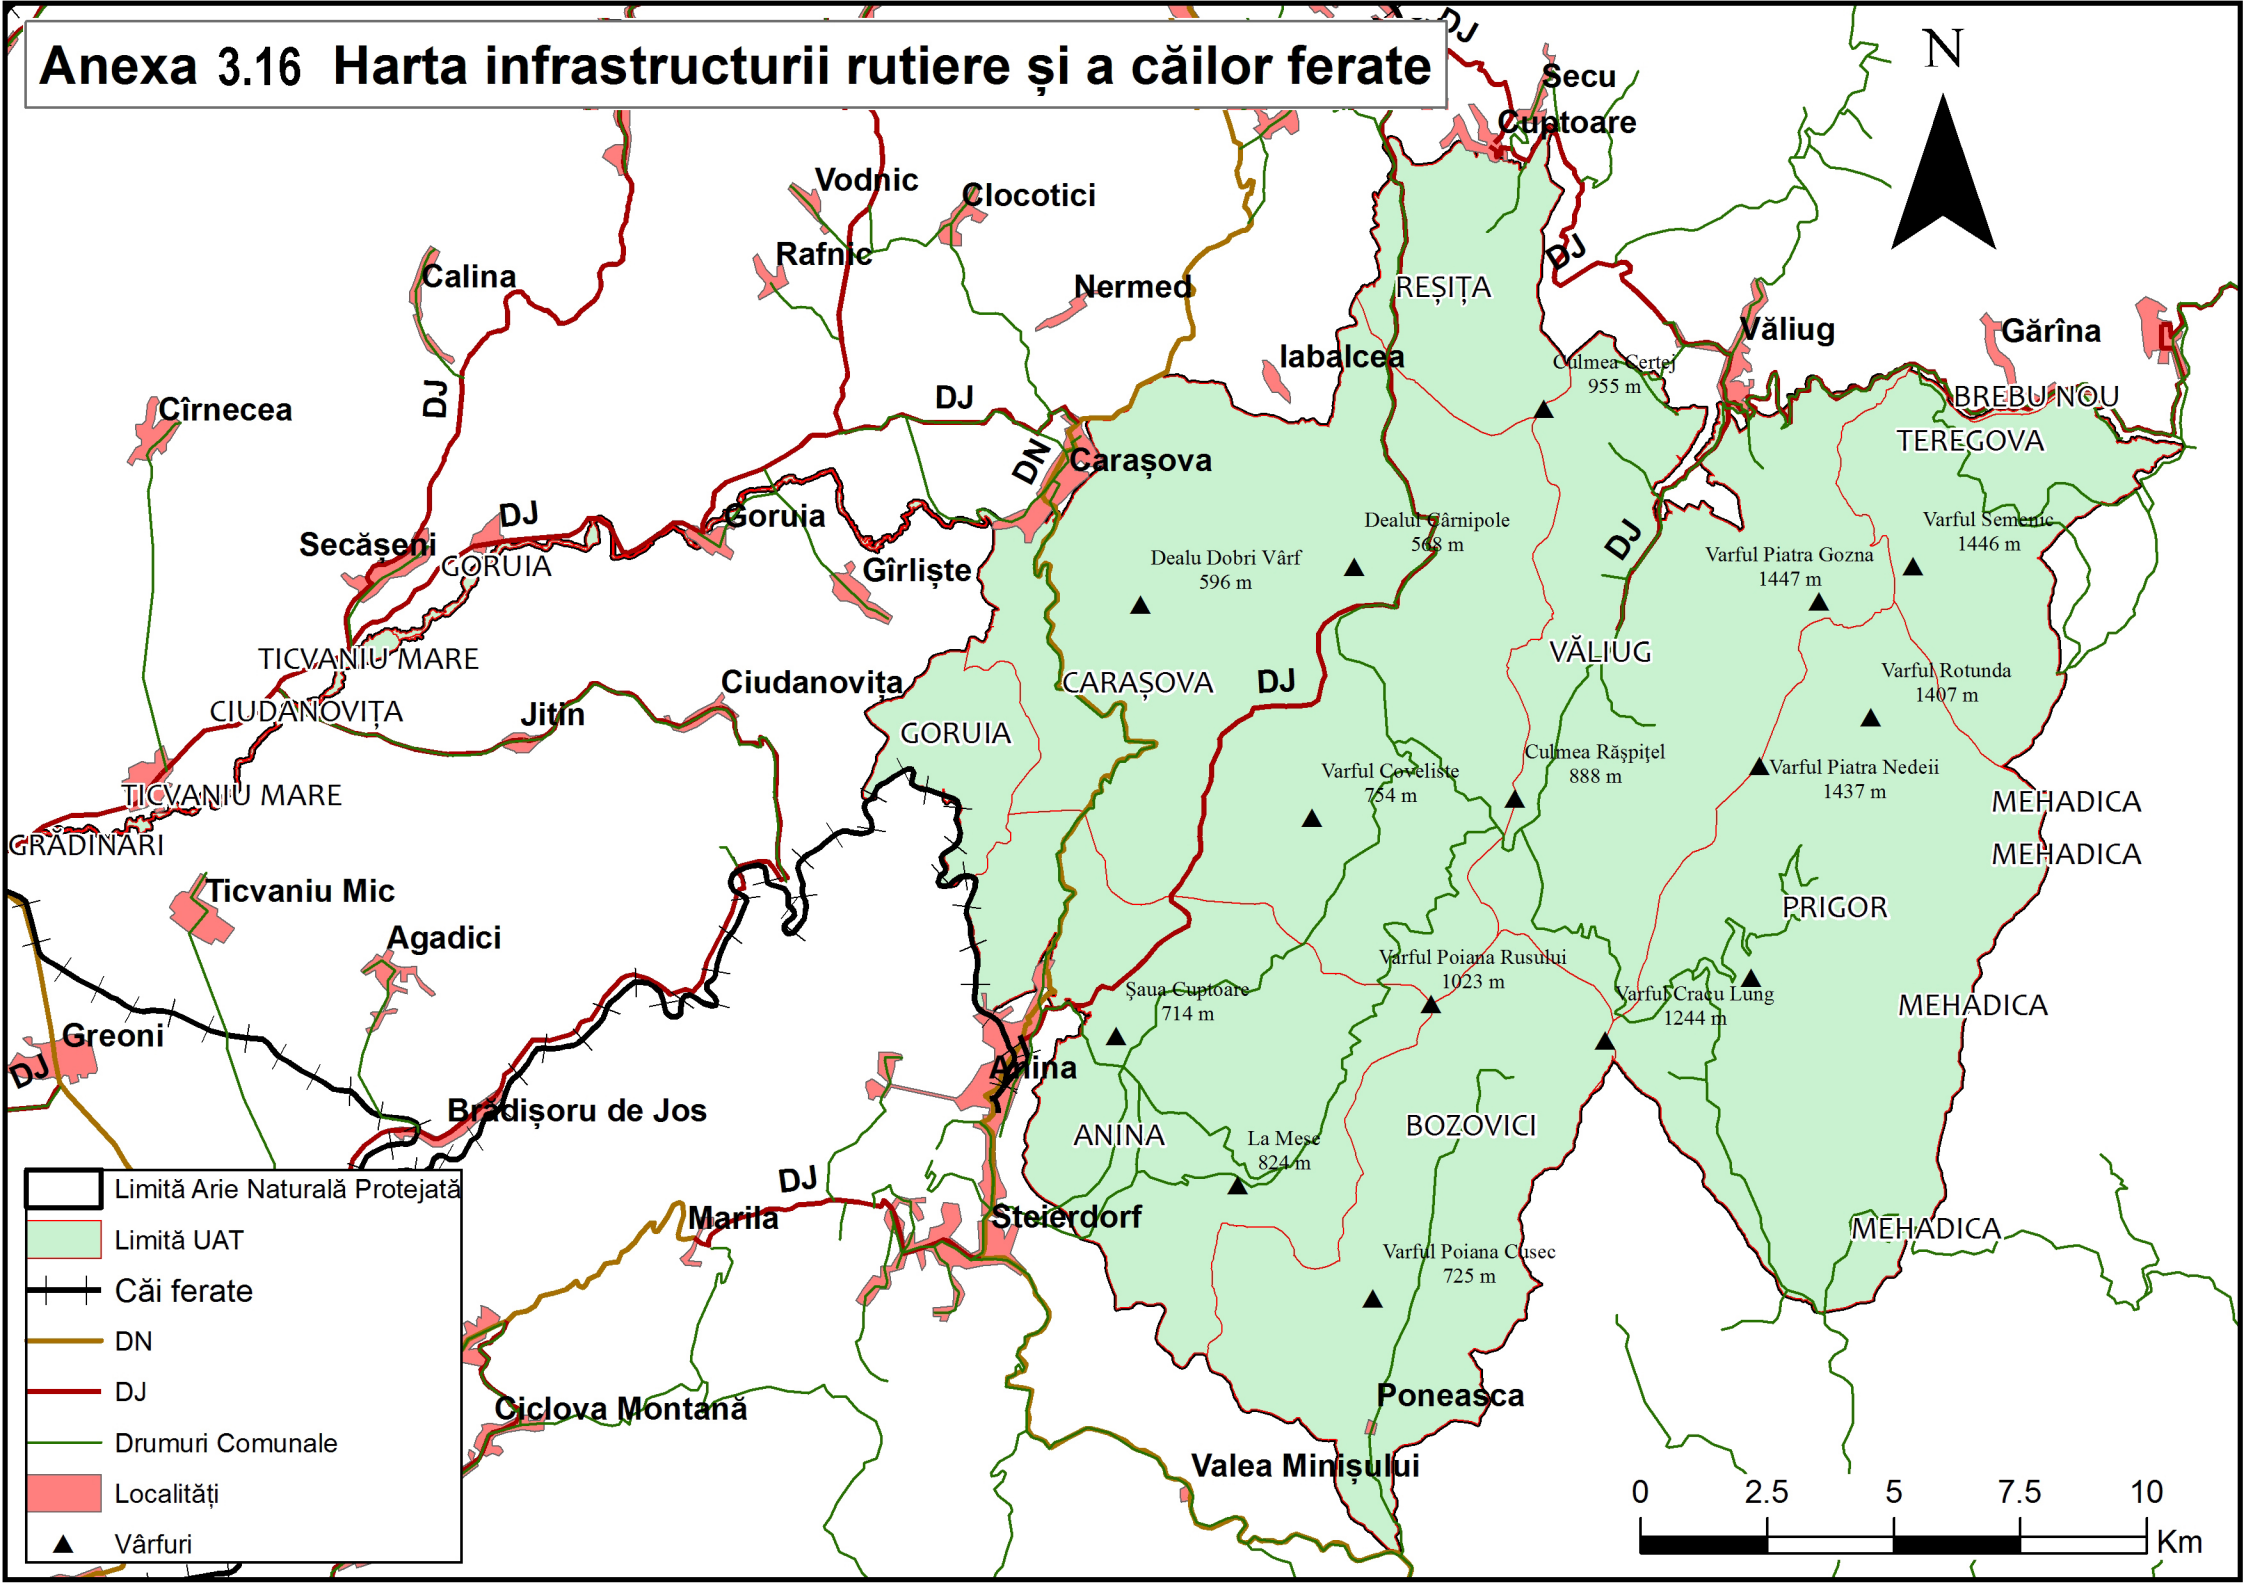 Anexa 3.16 Harta infrastructurii rutiere și a căilor ferate
DJ
N
Secu
Cuptoare
Vodnic
Clocotici
Rafnic
DJ
Calina
Nermed
REȘIȚA
Văliug
Gărîna
Iabalcea
Culmea Certej
955 m
DJ
DJ
BREBU NOU
Cîrnecea
TEREGOVA
DN
Carașova
DJ
Goruia
Dealul Cârnipole
568 m
Varful Semenic
1446 m
Secășeni
DJ
Varful Piatra Gozna
1447 m
GORUIA
Dealu Dobri Vârf
596 m
Gîrliște
VĂLIUG
TICVANIU MARE
Varful Rotunda
1407 m
Ciudanovița
CARAȘOVA
DJ
CIUDANOVIȚA
Jitin
GORUIA
Culmea Răşpiţel
888 m
Varful Coveliste
754 m
Varful Piatra Nedeii
1437 m
TICVANIU MARE
MEHADICA
GRĂDINARI
MEHADICA
Ticvaniu Mic
PRIGOR
Agadici
Varful Poiana Rusului
1023 m
Şaua Cuptoare
714 m
Varful Cracu Lung
1244 m
MEHADICA
Greoni
DJ
Anina
Brădișoru de Jos
ANINA
BOZOVICI
La Mese
824 m
DJ
Marila
Steierdorf
MEHADICA
Varful Poiana Cusec
725 m
Poneasca
Ciclova Montană
Valea Minișului
Limită Arie Naturală Protejată
Limită UAT
Căi ferate
DN
DJ
Drumuri Comunale
Localități
Vârfuri
0 2.5 5 7.5 10
Km